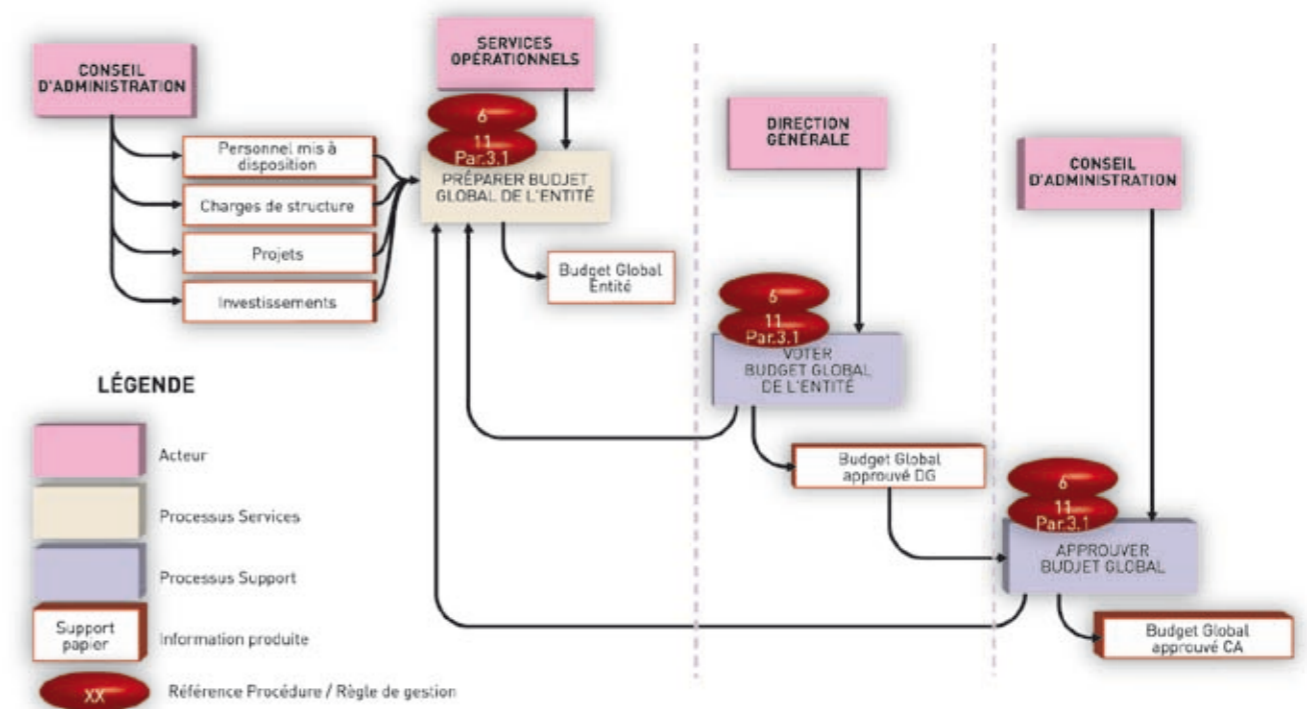 CONSEIL
D'ADMINISTRATION
SERVICES
OPÉRATIONNELS
6
11
Par.3.1
PRÉPARER BUDJET
GLOBAL DE L'ENTITÉ
Personnel mis à
disposition
Charges de structure
Projets
Investissements
Budget Global
Entité
DIRECTION
GÉNÉRALE
6
11
Par.3.1
VOTER
BUDGET GLOBAL
DE L'ENTITÉ
Budget Global
approuvé DG
CONSEIL
D'ADMINISTRATION
6
11
Par.3.1
APPROUVER
BUDJET GLOBAL
Budget Global
approuvé CA
LÉGENDE
Acteur
Processus Services
Processus Support
Support
papier
Information produite
XX
Référence Procédure / Règle de gestion